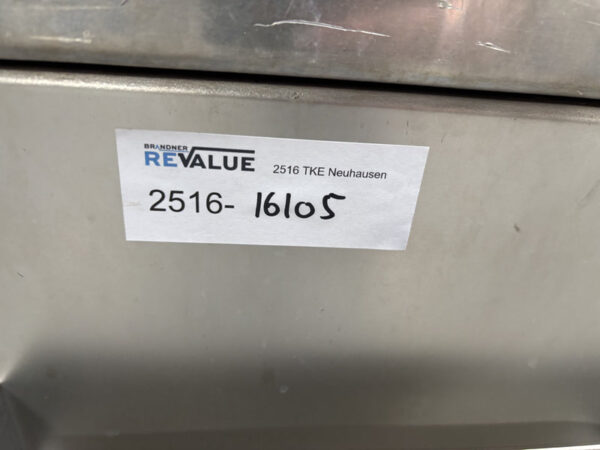 BRANDNER
REVALUE 2516 TKE Neuhausen
2516- 16105